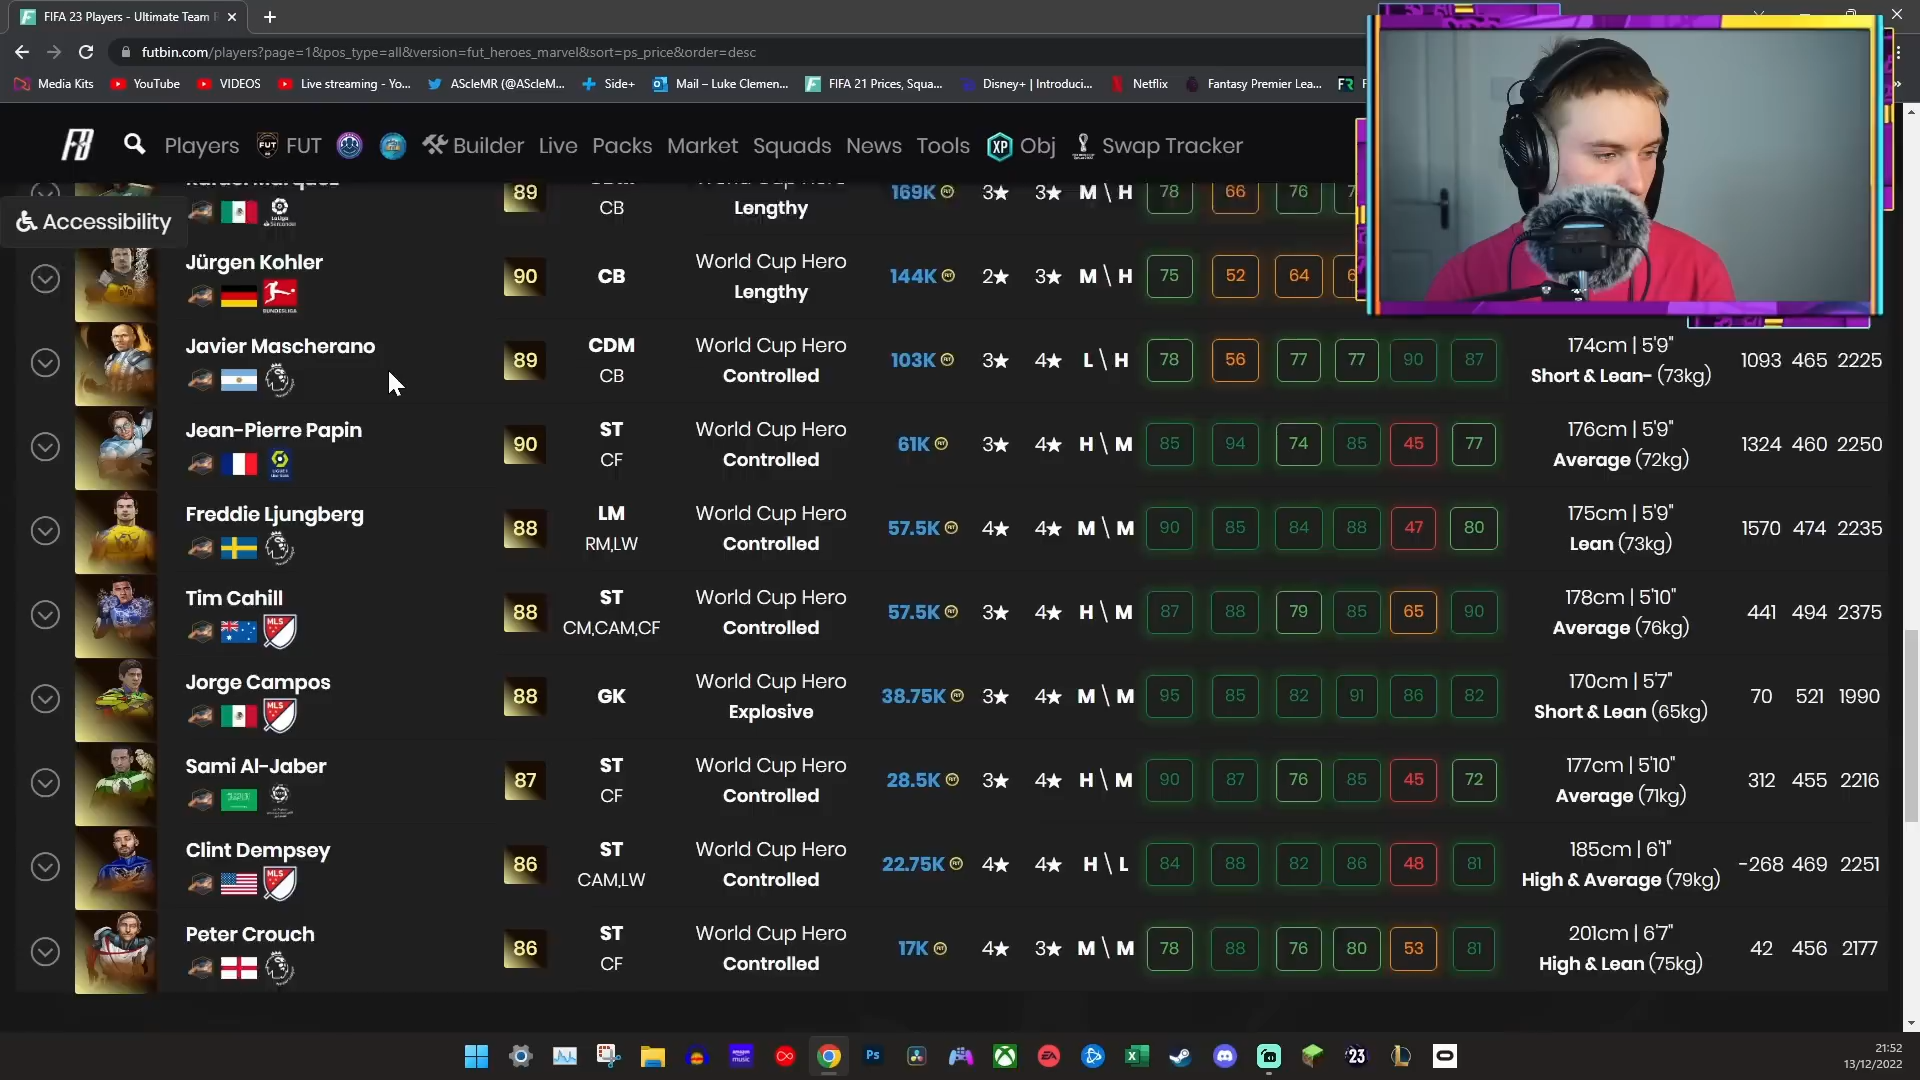 FIFA 23 Players - Ultimate Team
futbin.com/players?page=1&pos_type=all&version=fut_heroes_marvel&sort=ps_price&order=desc
Media Kits YouTube VIDEOS Live streaming - Yo... AScleMR (@AScleM... Side+ Mail – Luke Clemen... FIFA 21 Prices, Squa... Disney+ | Introduci... Netflix Fantasy Premier Lea...
Players FUT Builder Live Packs Market Squads News Tools XP Obj Swap Tracker
Accessibility
89 CB Lengthy 169K 3★ 3★ M \ H 78 66 76
Jürgen Kohler 90 CB World Cup Hero Lengthy 144K 2★ 3★ M \ H 75 52 64
Javier Mascherano 89 CDM CB World Cup Hero Controlled 103K 3★ 4★ L \ H 78 56 77 77 90 87 174cm | 5'9" Short & Lean- (73kg) 1093 465 2225
Jean-Pierre Papin 90 ST CF World Cup Hero Controlled 61K 3★ 4★ H \ M 85 94 74 85 45 77 176cm | 5'9" Average (72kg) 1324 460 2250
Freddie Ljungberg 88 LM RM,LW World Cup Hero Controlled 57.5K 4★ 4★ M \ M 90 85 84 88 47 80 175cm | 5'9" Lean (73kg) 1570 474 2235
Tim Cahill 88 ST CM,CAM,CF World Cup Hero Controlled 57.5K 3★ 4★ H \ M 87 88 79 85 65 90 178cm | 5'10" Average (76kg) 441 494 2375
Jorge Campos 88 GK World Cup Hero Explosive 38.75K 3★ 4★ M \ M 95 85 82 91 86 82 170cm | 5'7" Short & Lean (65kg) 70 521 1990
Sami Al-Jaber 87 ST CF World Cup Hero Controlled 28.5K 3★ 4★ H \ M 90 87 76 85 45 72 177cm | 5'10" Average (71kg) 312 455 2216
Clint Dempsey 86 ST CAM,LW World Cup Hero Controlled 22.75K 4★ 4★ H \ L 84 88 82 86 48 81 185cm | 6'1" High & Average (79kg) -268 469 2251
Peter Crouch 86 ST CF World Cup Hero Controlled 17K 4★ 3★ M \ M 78 88 76 80 53 81 201cm | 6'7" High & Lean (75kg) 42 456 2177
21:52
13/12/2022